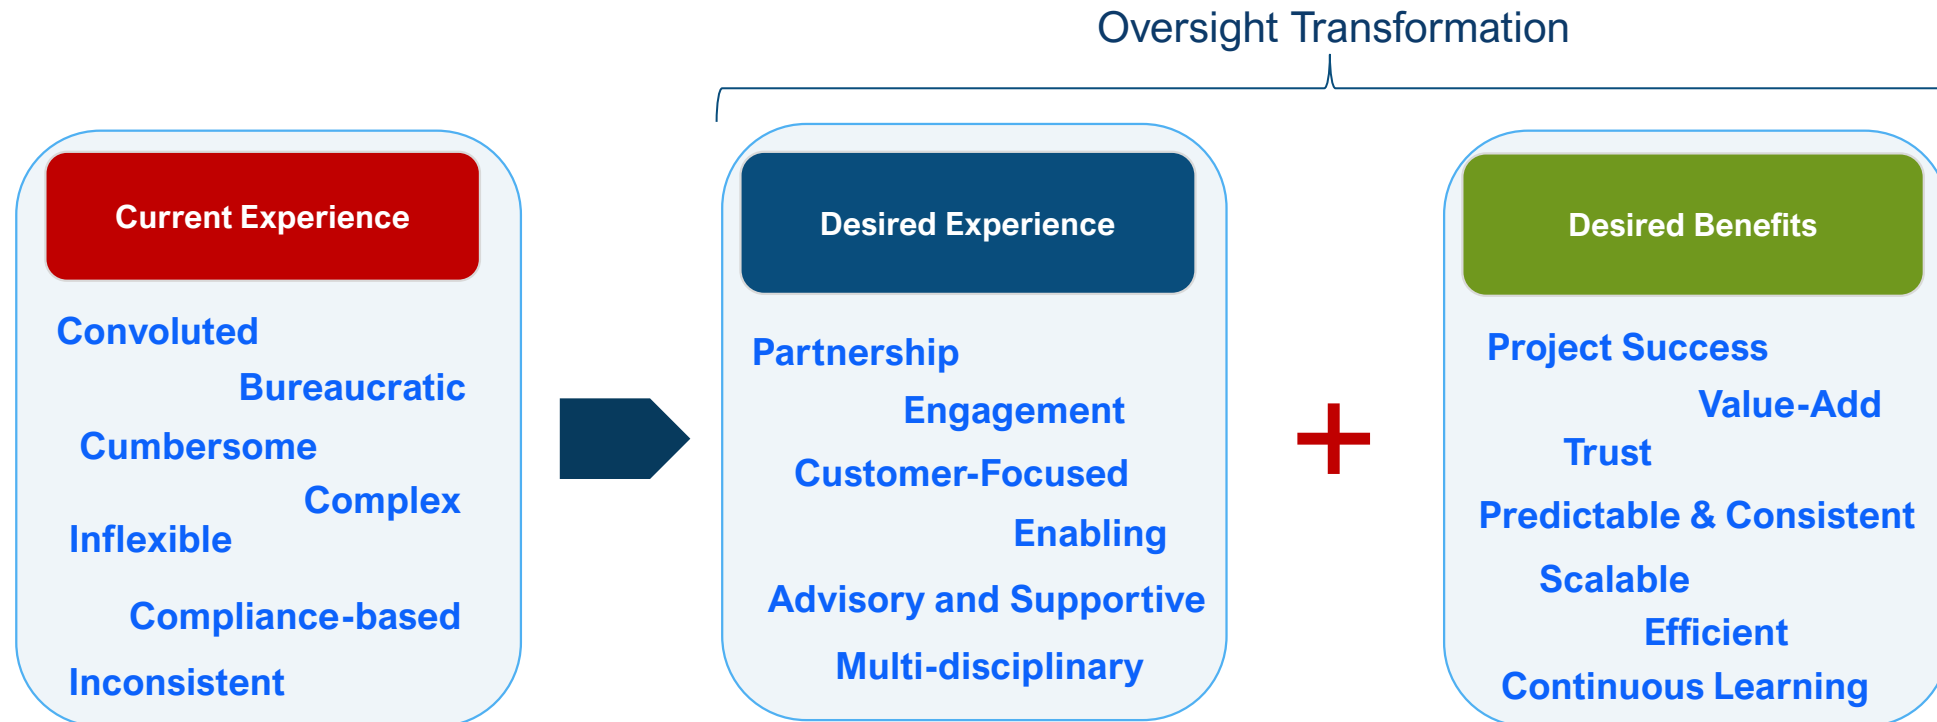 Oversight Transformation
Current Experience
Convoluted
Bureaucratic
Cumbersome
Complex
Inflexible
Compliance-based
Inconsistent
Desired Experience
Partnership
Engagement
Customer-Focused
Enabling
Advisory and Supportive
Multi-disciplinary
+
Desired Benefits
Project Success
Value-Add
Trust
Predictable & Consistent
Scalable
Efficient
Continuous Learning